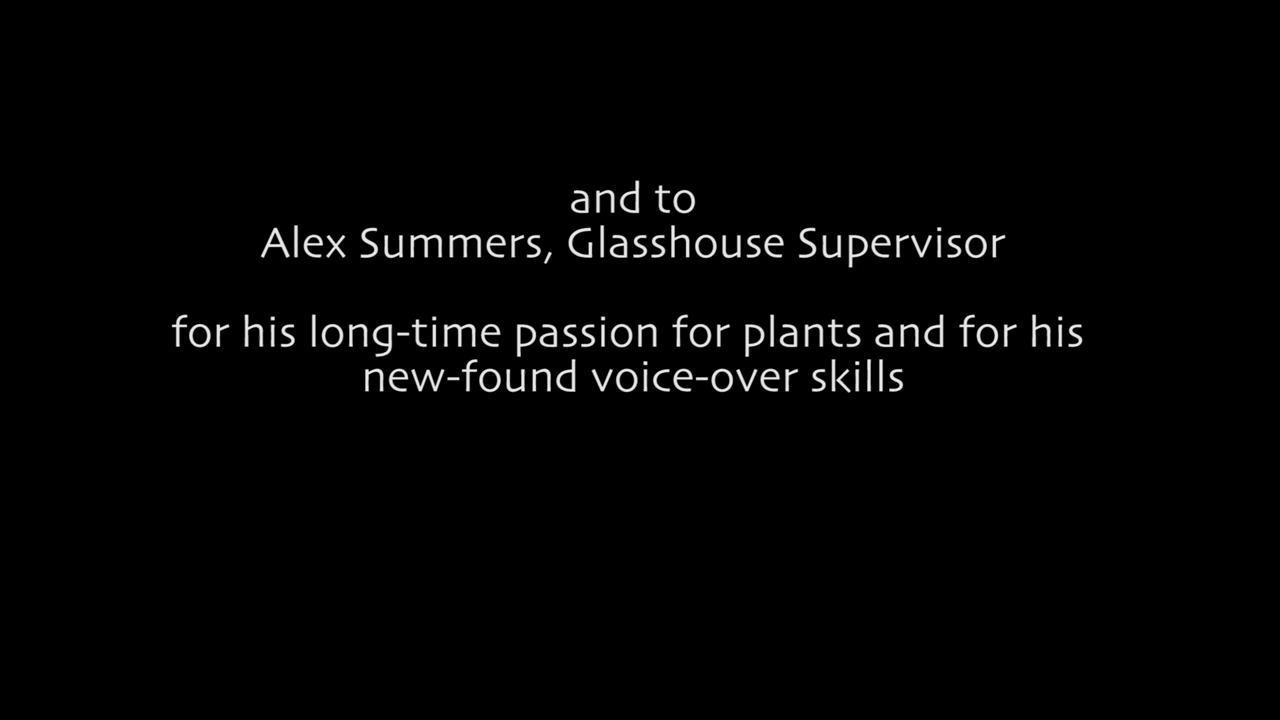 and to
Alex Summers, Glasshouse Supervisor
for his long-time passion for plants and for his
new-found voice-over skills